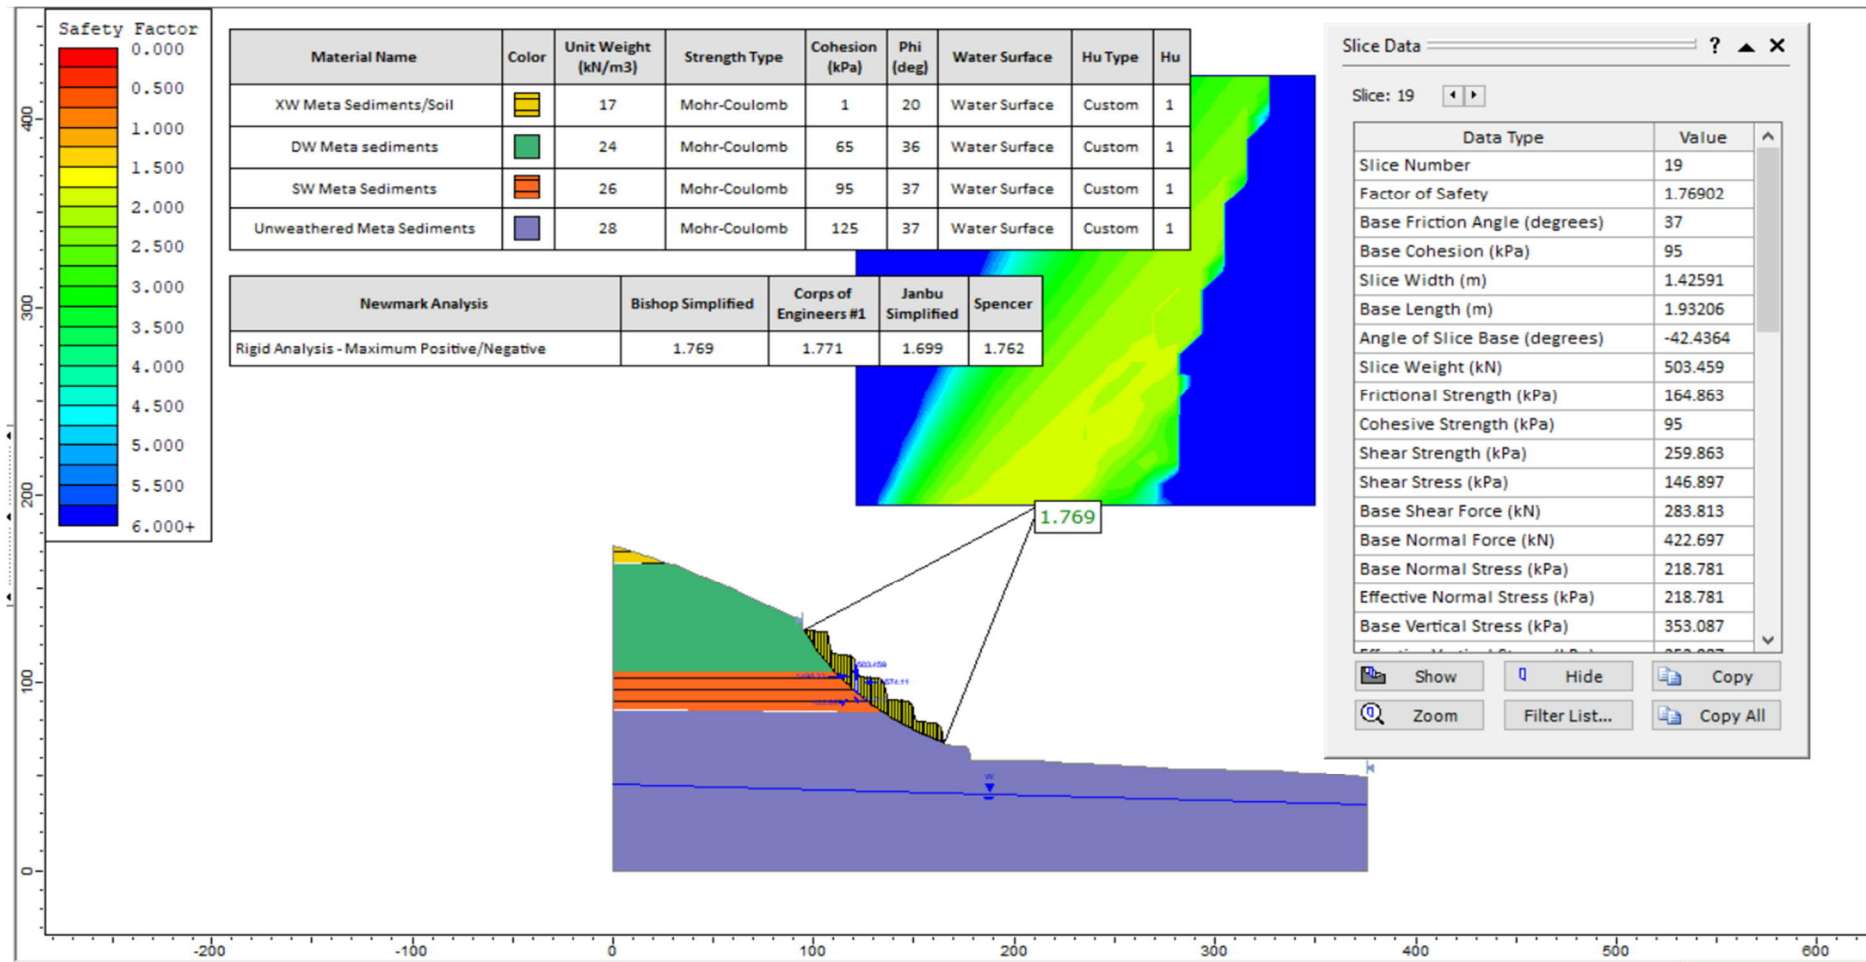 Safety Factor
0.000
0.500
1.000
1.500
2.000
2.500
3.000
3.500
4.000
4.500
5.000
5.500
6.000+
Material Name Color Unit Weight (kN/m3) Strength Type Cohesion (kPa) Phi (deg) Water Surface Hu Type Hu
XW Meta Sediments/Soil 17 Mohr-Coulomb 1 20 Water Surface Custom 1
DW Meta sediments 24 Mohr-Coulomb 65 36 Water Surface Custom 1
SW Meta Sediments 26 Mohr-Coulomb 95 37 Water Surface Custom 1
Unweathered Meta Sediments 28 Mohr-Coulomb 125 37 Water Surface Custom 1
Newmark Analysis Bishop Simplified Corps of Engineers #1 Janbu Simplified Spencer
Rigid Analysis - Maximum Positive/Negative 1.769 1.771 1.699 1.762
1.769
503.459
W
400
300
200
100
0
-200 -100 0 100 200 300 400 500 600
Slice Data ? 
Slice: 19
Data Type Value
Slice Number 19
Factor of Safety 1.76902
Base Friction Angle (degrees) 37
Base Cohesion (kPa) 95
Slice Width (m) 1.42591
Base Length (m) 1.93206
Angle of Slice Base (degrees) -42.4364
Slice Weight (kN) 503.459
Frictional Strength (kPa) 164.863
Cohesive Strength (kPa) 95
Shear Strength (kPa) 259.863
Shear Stress (kPa) 146.897
Base Shear Force (kN) 283.813
Base Normal Force (kN) 422.697
Base Normal Stress (kPa) 218.781
Effective Normal Stress (kPa) 218.781
Base Vertical Stress (kPa) 353.087
Show Hide Copy
Zoom Filter List... Copy All